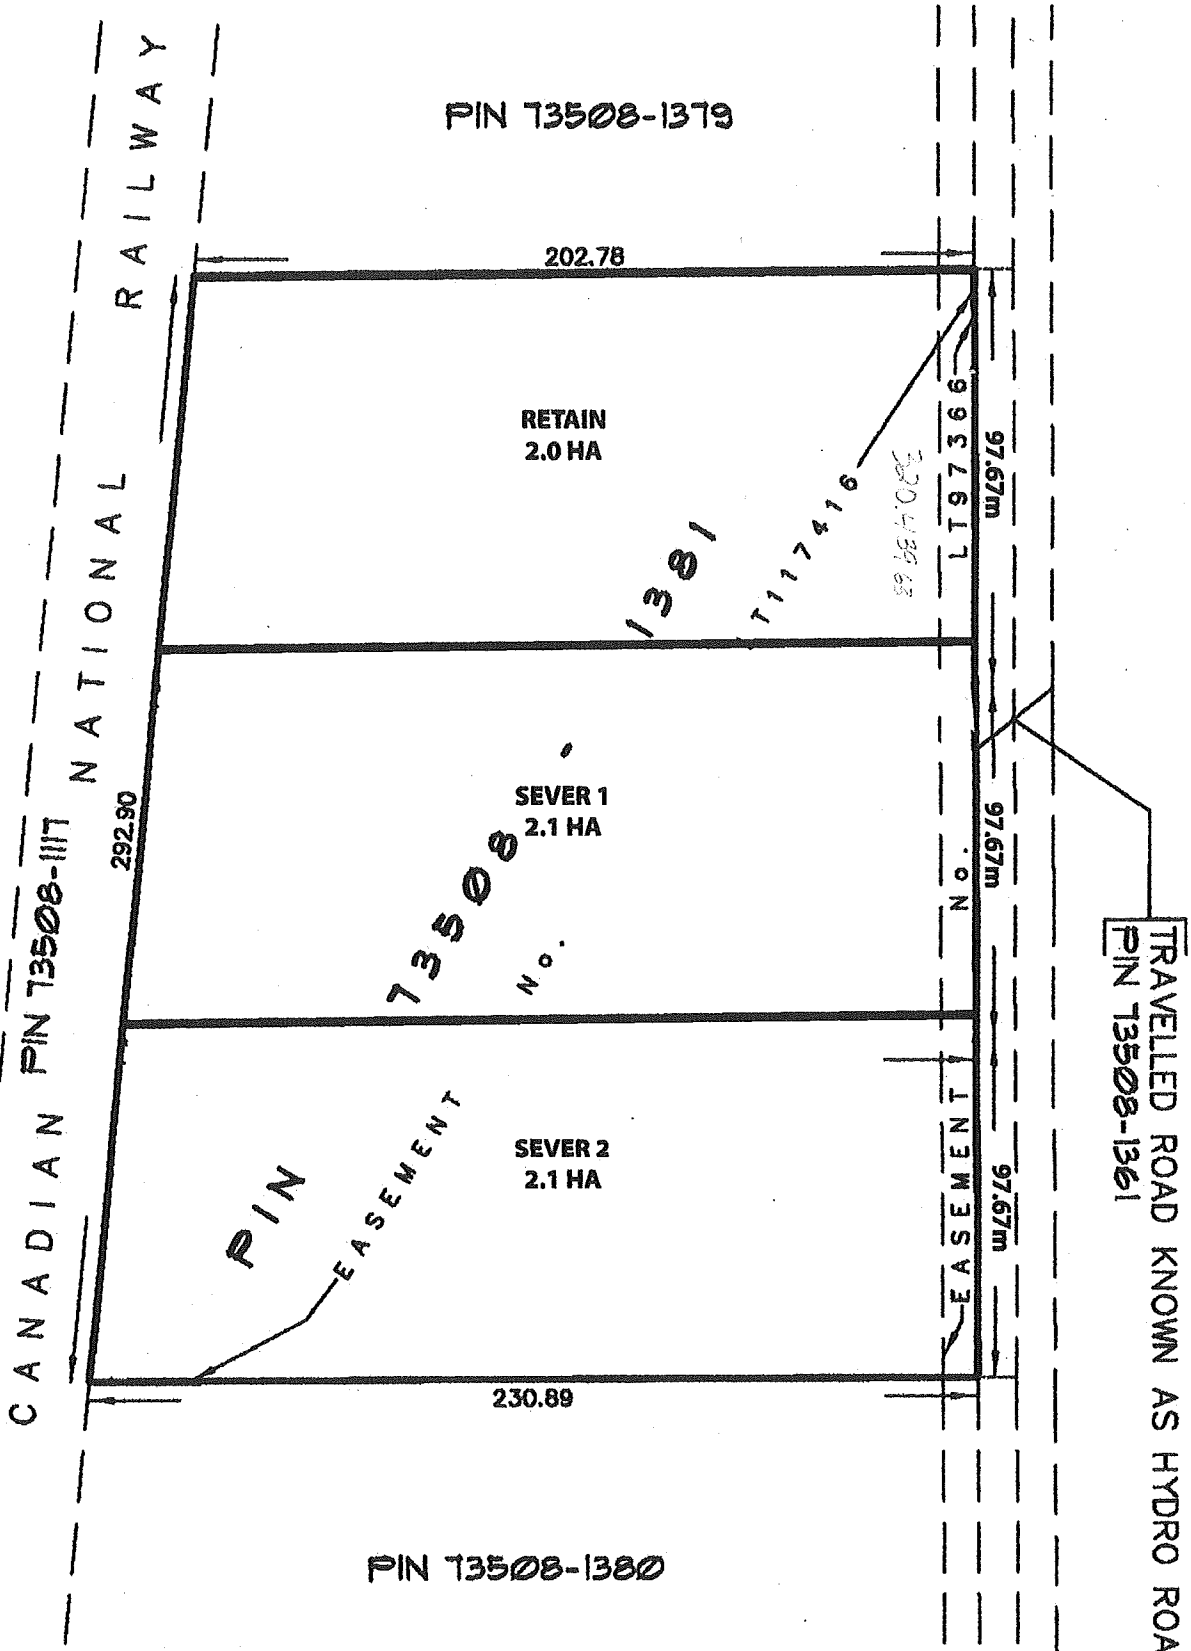 PIN 73508-1379
CANADIAN NATIONAL RAILWAY
PIN 73508-1117
202.78
97.67m
RETAIN
2.0 HA
EASEMENT No. LT97366
EASEMENT No. T117416
PIN 73508-1381
292.90
SEVER 1
2.1 HA
97.67m
TRAVELLED ROAD KNOWN AS HYDRO ROA
PIN 73508-1361
SEVER 2
2.1 HA
97.67m
230.89
PIN 73508-1380